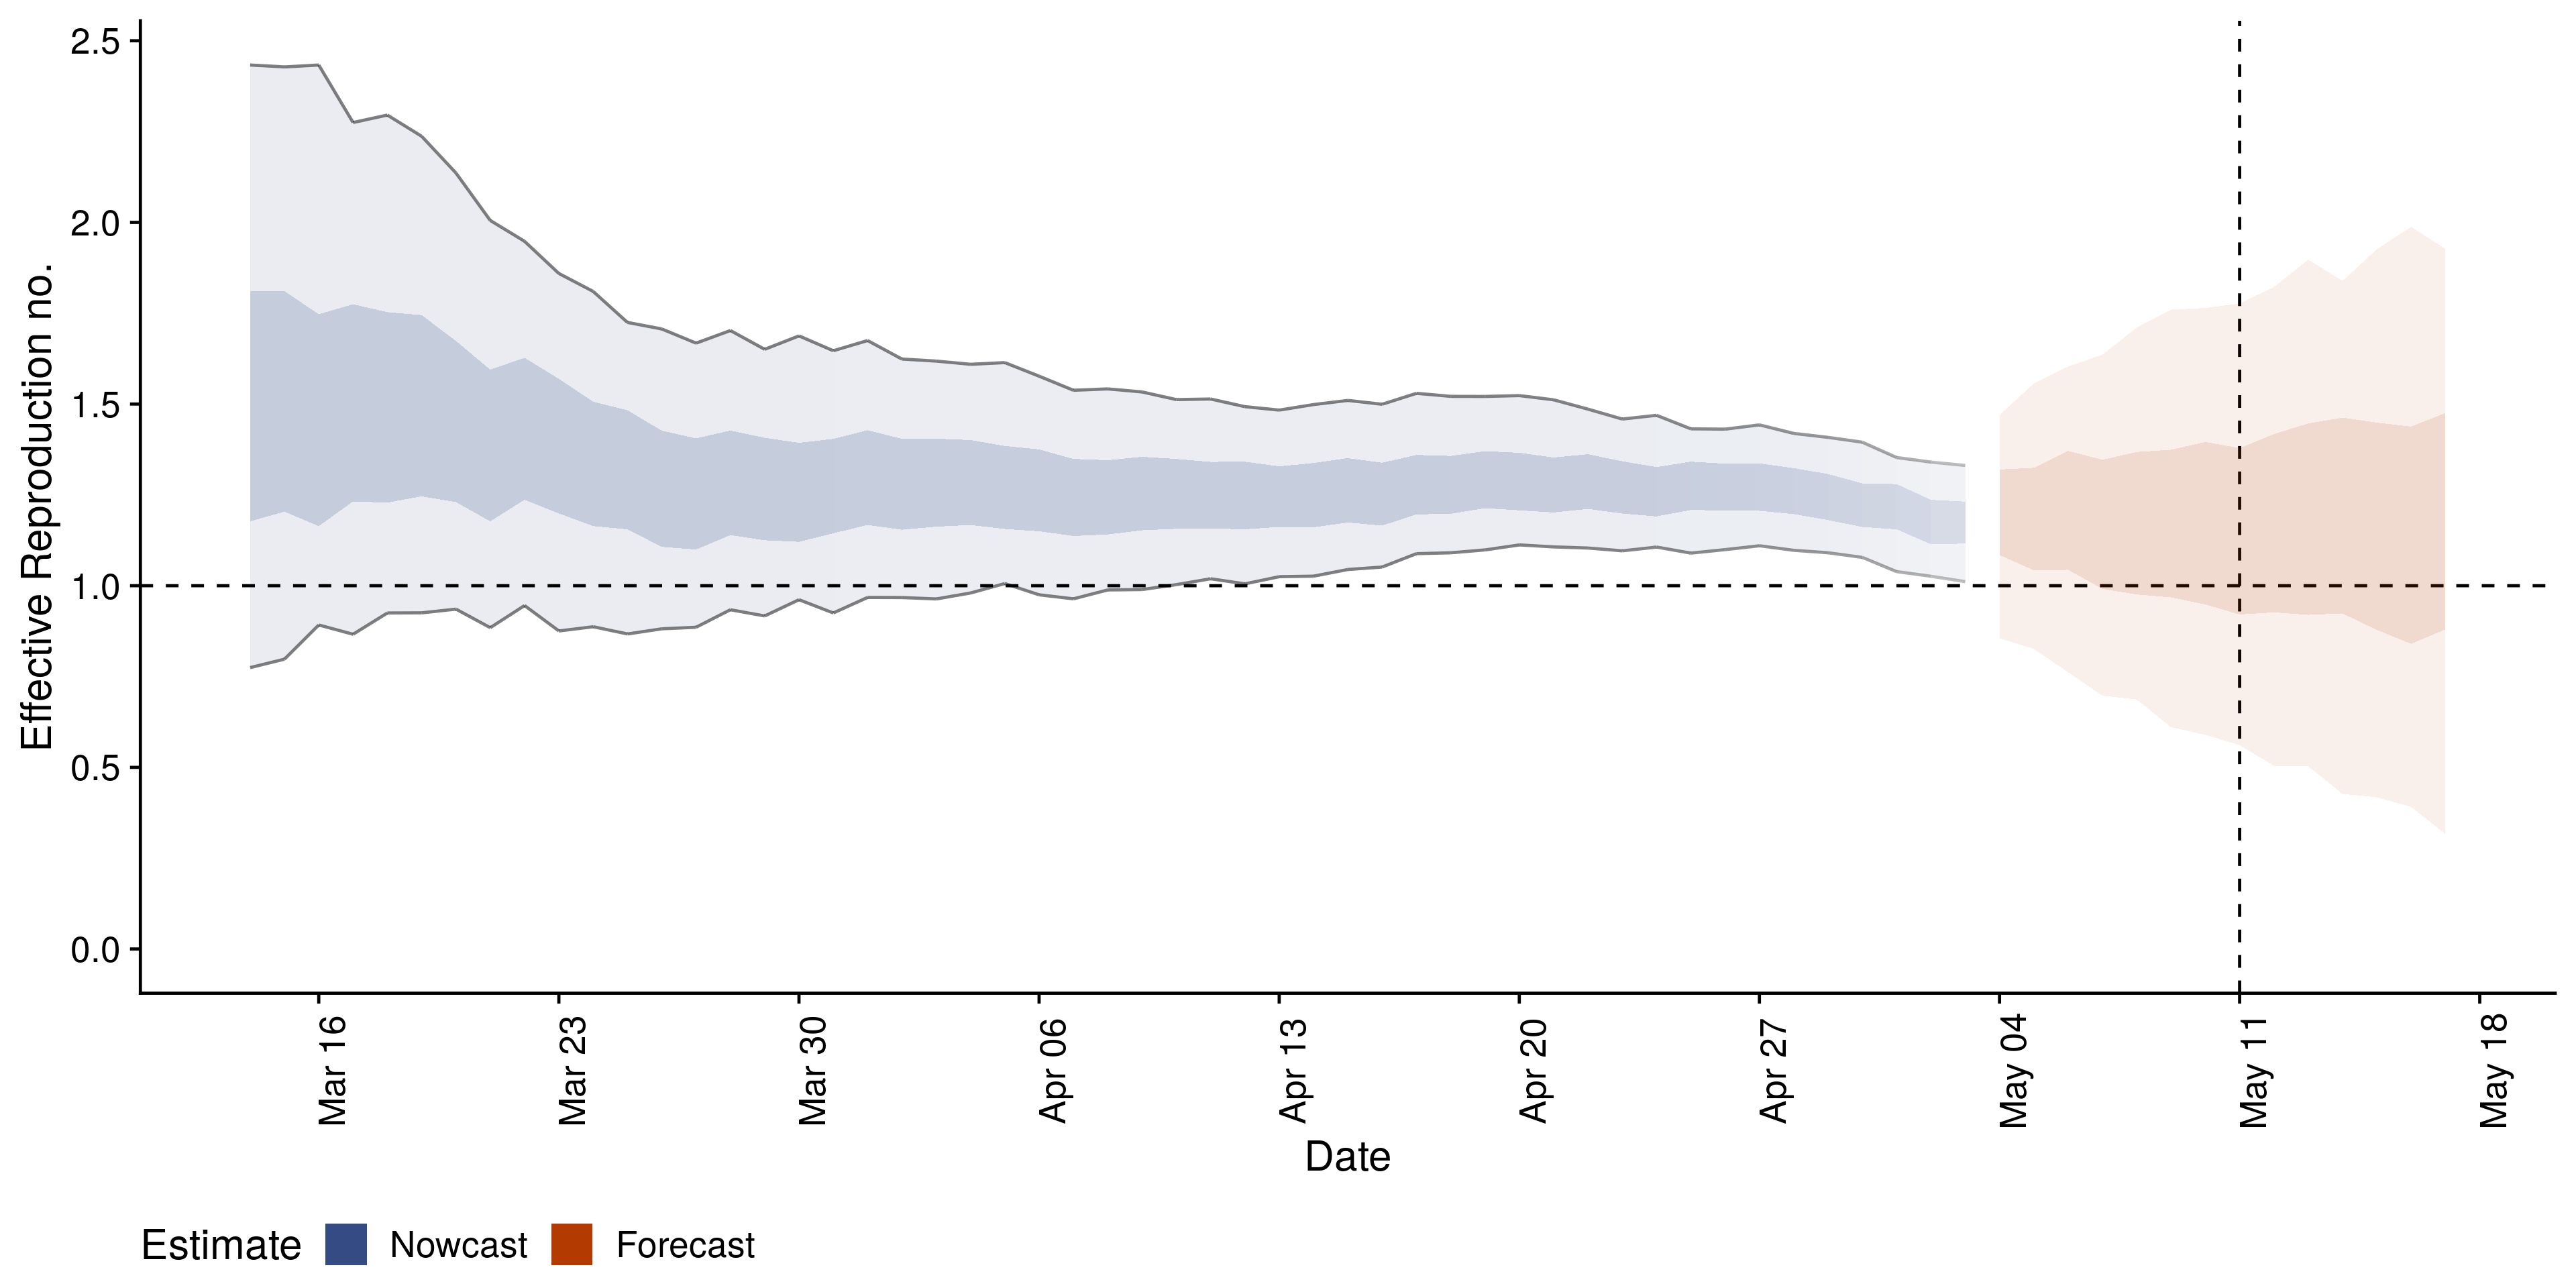 Effective Reproduction no.
2.5
2.0
1.5
1.0
0.5
0.0
Mar 16
Mar 23
Mar 30
Apr 06
Apr 13
Apr 20
Apr 27
May 04
May 11
May 18
Date
Estimate Nowcast Forecast